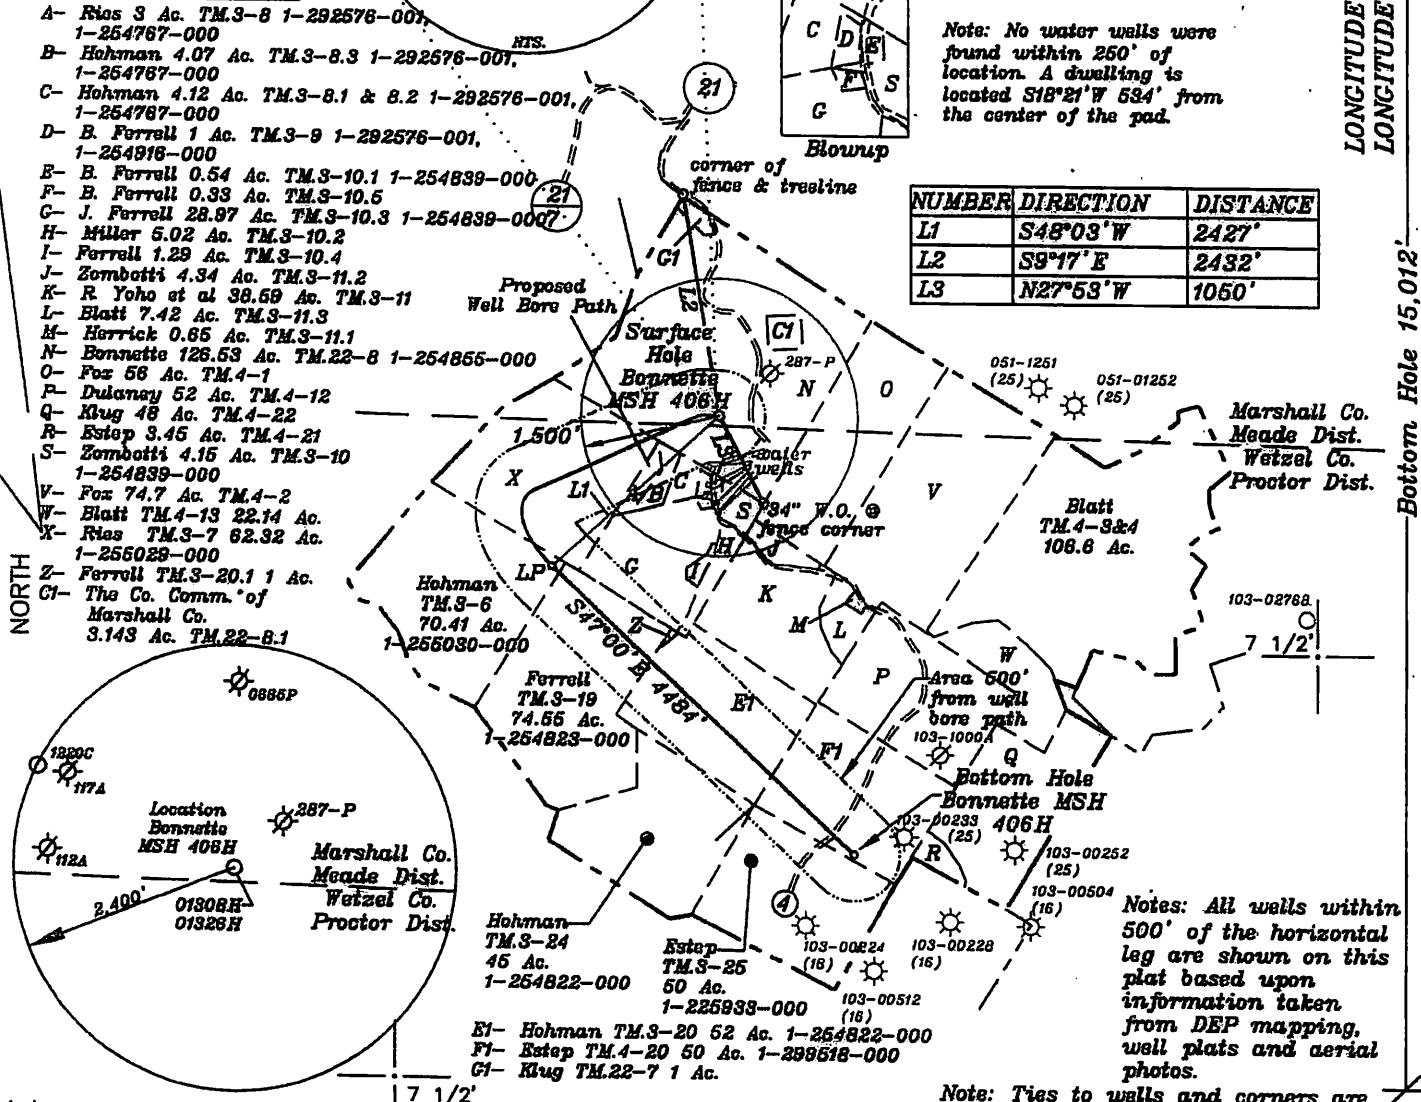 A- Ries 3 Ac. TM.3-8 1-292576-001,
1-254767-000
B- Hohman 4.07 Ac. TM.3-8.3 1-292576-001,
1-254767-000
C- Hohman 4.12 Ac. TM.3-8.1 & 8.2 1-292576-001,
1-254767-000
D- B. Ferrell 1 Ac. TM.3-9 1-292576-001,
1-254916-000
E- B. Ferrell 0.54 Ac. TM.3-10.1 1-254839-000
F- B. Ferrell 0.33 Ac. TM.3-10.5
G- J. Ferrell 28.97 Ac. TM.3-10.3 1-254839-000
H- Miller 5.02 Ac. TM.3-10.2
I- Ferrell 1.29 Ac. TM.3-10.4
J- Zombotti 4.34 Ac. TM.3-11.2
K- R. Yoho et al 38.59 Ac. TM.3-11
L- Blatt 7.42 Ac. TM.3-11.3
M- Herrick 0.65 Ac. TM.3-11.1
N- Bonnette 126.53 Ac. TM.22-8 1-254855-000
O- Fox 56 Ac. TM.4-1
P- Dulaney 52 Ac. TM.4-12
Q- Klug 48 Ac. TM.4-22
R- Estep 3.45 Ac. TM.4-21
S- Zombotti 4.15 Ac. TM.3-10
1-254839-000
V- Fox 74.7 Ac. TM.4-2
W- Blatt TM.4-13 22.14 Ac.
X- Ries TM.3-7 62.32 Ac.
1-255029-000
Z- Ferrell TM.3-20.1 1 Ac.
C1- The Co. Comm. of
Marshall Co.
3.143 Ac. TM.22-8.1
NORTH
HTS.
21
21
7
C
D
E
F
S
G
Blowup
Note: No water wells were
found within 250' of
location. A dwelling is
located S18°21'W 534' from
the center of the pad.
LONGITUDE
LONGITUDE
Bottom Hole 15,012'
NUMBER DIRECTION DISTANCE
L1 S48°03'W 2427'
L2 S9°17'E 2432'
L3 N27°53'W 1050'
corner of
fence & treeline
G1
L2
Proposed
Well Bore Path
Surface
Hole
Bonnette
MSH 406H
C1
287-P
N
O
051-1251
(25)
051-01252
(25)
Marshall Co.
Meade Dist.
Wetzel Co.
Proctor Dist.
1,500'
X
L1
L3
water
wells
A
B
C
S
34" W.O.
fence corner
V
Blatt
TM.4-3&4
106.6 Ac.
H
J
I
K
G
LP
Hohman
TM.3-6
70.41 Ac.
1-255030-000
S47°00'E 4484'
Z
M
L
P
W
103-02768
7 1/2'
Ferrell
TM.3-19
74.55 Ac.
1-254823-000
E1
F1
Area 500'
from well
bore path
103-1000A
Q
Bottom Hole
Bonnette MSH
406H
103-00233
(25)
R
103-00252
(25)
103-00504
(16)
A
103-00224
(16)
103-00228
(16)
103-00512
(16)
0665P
1220C
117A
112A
287-P
Location
Bonnette
MSH 406H
2,400'
01308H
01326H
Marshall Co.
Meade Dist.
Wetzel Co.
Proctor Dist.
7 1/2'
Hohman
TM.3-24
45 Ac.
1-254822-000
Estep
TM.3-25
50 Ac.
1-225933-000
E1- Hohman TM.3-20 52 Ac. 1-254822-000
F1- Estep TM.4-20 50 Ac. 1-299518-000
G1- Klug TM.22-7 1 Ac.
Notes: All wells within
500' of the horizontal
leg are shown on this
plat based upon
information taken
from DEP mapping,
well plats and aerial
photos.
Note: Ties to wells and corners are